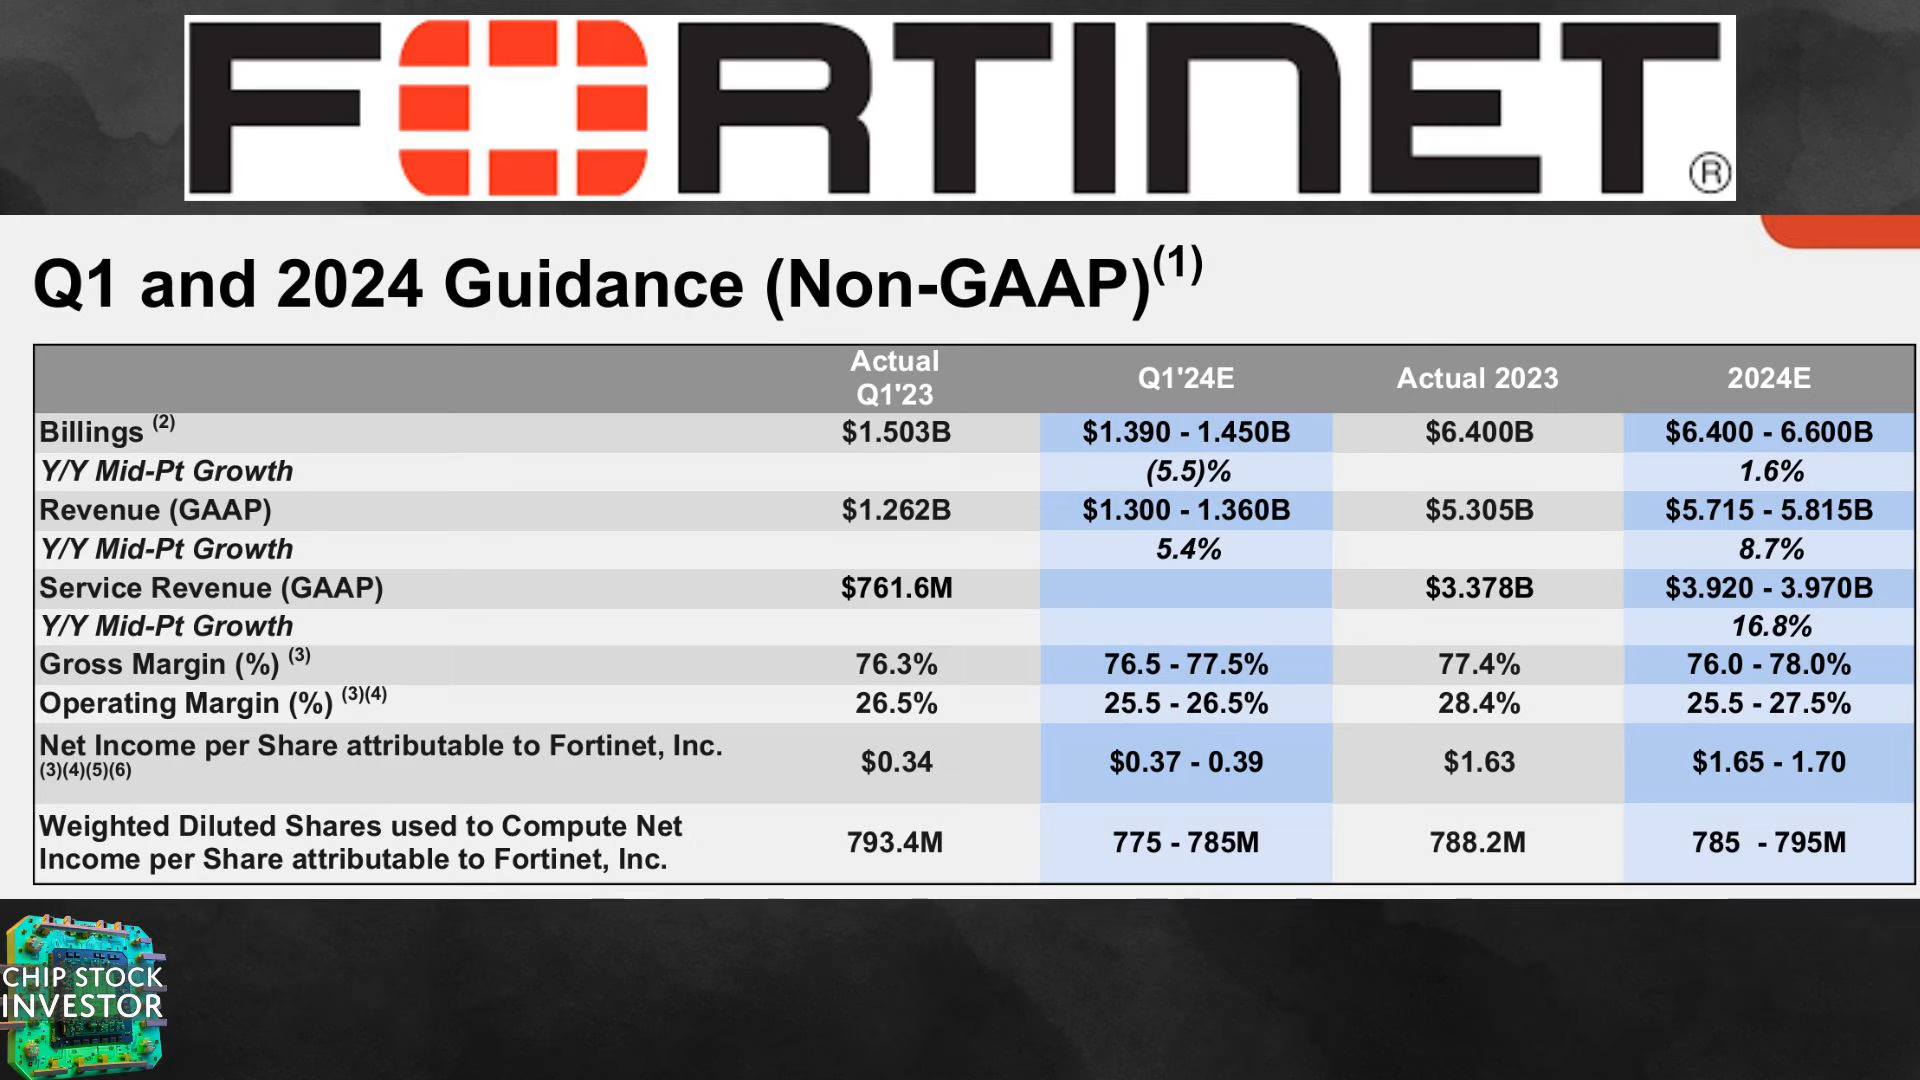 FORTINET®
Q1 and 2024 Guidance (Non-GAAP)(1)
Actual Q1'23 Q1'24E Actual 2023 2024E
Billings (2) $1.503B $1.390 - 1.450B $6.400B $6.400 - 6.600B
Y/Y Mid-Pt Growth (5.5)% 1.6%
Revenue (GAAP) $1.262B $1.300 - 1.360B $5.305B $5.715 - 5.815B
Y/Y Mid-Pt Growth 5.4% 8.7%
Service Revenue (GAAP) $761.6M $3.378B $3.920 - 3.970B
Y/Y Mid-Pt Growth 16.8%
Gross Margin (%) (3) 76.3% 76.5 - 77.5% 77.4% 76.0 - 78.0%
Operating Margin (%) (3)(4) 26.5% 25.5 - 26.5% 28.4% 25.5 - 27.5%
Net Income per Share attributable to Fortinet, Inc.
(3)(4)(5)(6) $0.34 $0.37 - 0.39 $1.63 $1.65 - 1.70
Weighted Diluted Shares used to Compute Net
Income per Share attributable to Fortinet, Inc. 793.4M 775 - 785M 788.2M 785 - 795M
CHIP STOCK
INVESTOR